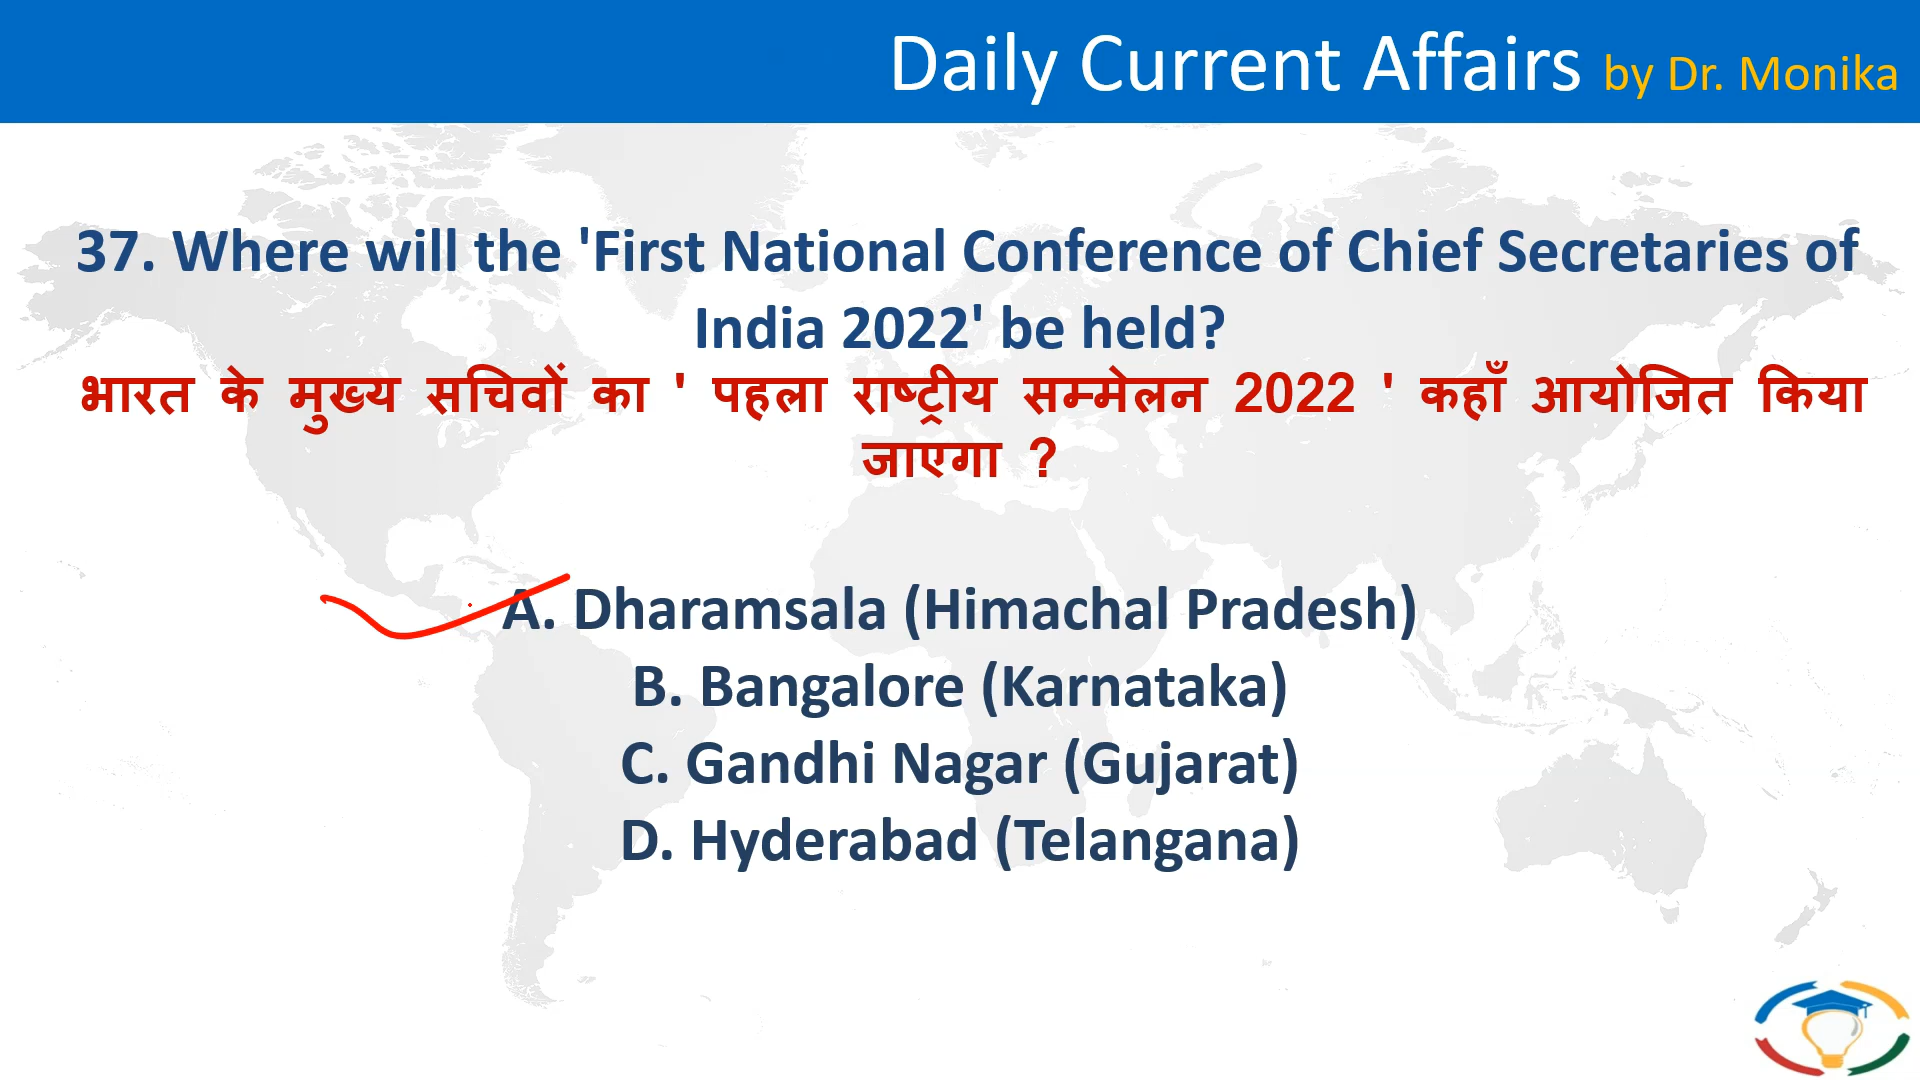 Daily Current Affairs by Dr. Monika
37. Where will the 'First National Conference of Chief Secretaries of
India 2022' be held?
भारत के मुख्य सचिवों का ' पहला राष्ट्रीय सम्मेलन 2022 ' कहाँ आयोजित किया
जाएगा ?
A. Dharamsala (Himachal Pradesh)
B. Bangalore (Karnataka)
C. Gandhi Nagar (Gujarat)
D. Hyderabad (Telangana)